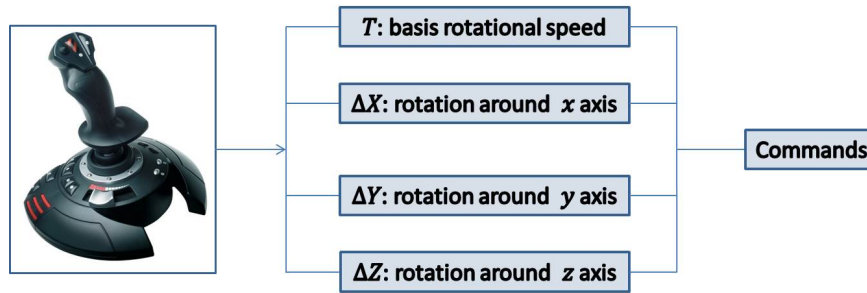 T: basis rotational speed
ΔX: rotation around x axis
Commands
ΔY: rotation around y axis
ΔZ: rotation around z axis